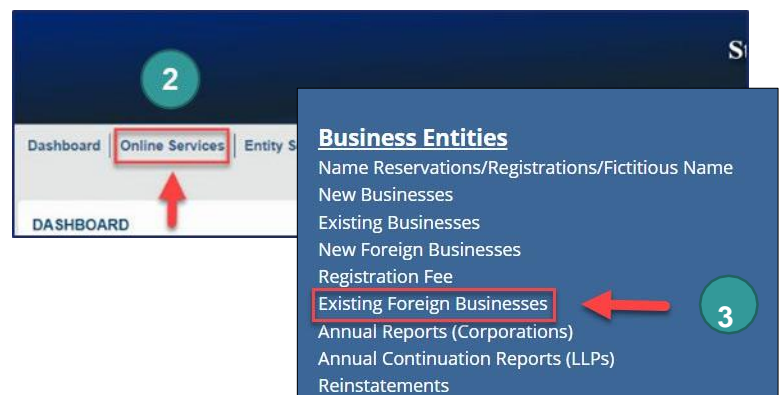 2
Dashboard Online Services Entity
DASHBOARD
Business Entities
Name Reservations/Registrations/Fictitious Name
New Businesses
Existing Businesses
New Foreign Businesses
Registration Fee
Existing Foreign Businesses
3
Annual Reports (Corporations)
Annual Continuation Reports (LLPs)
Reinstatements